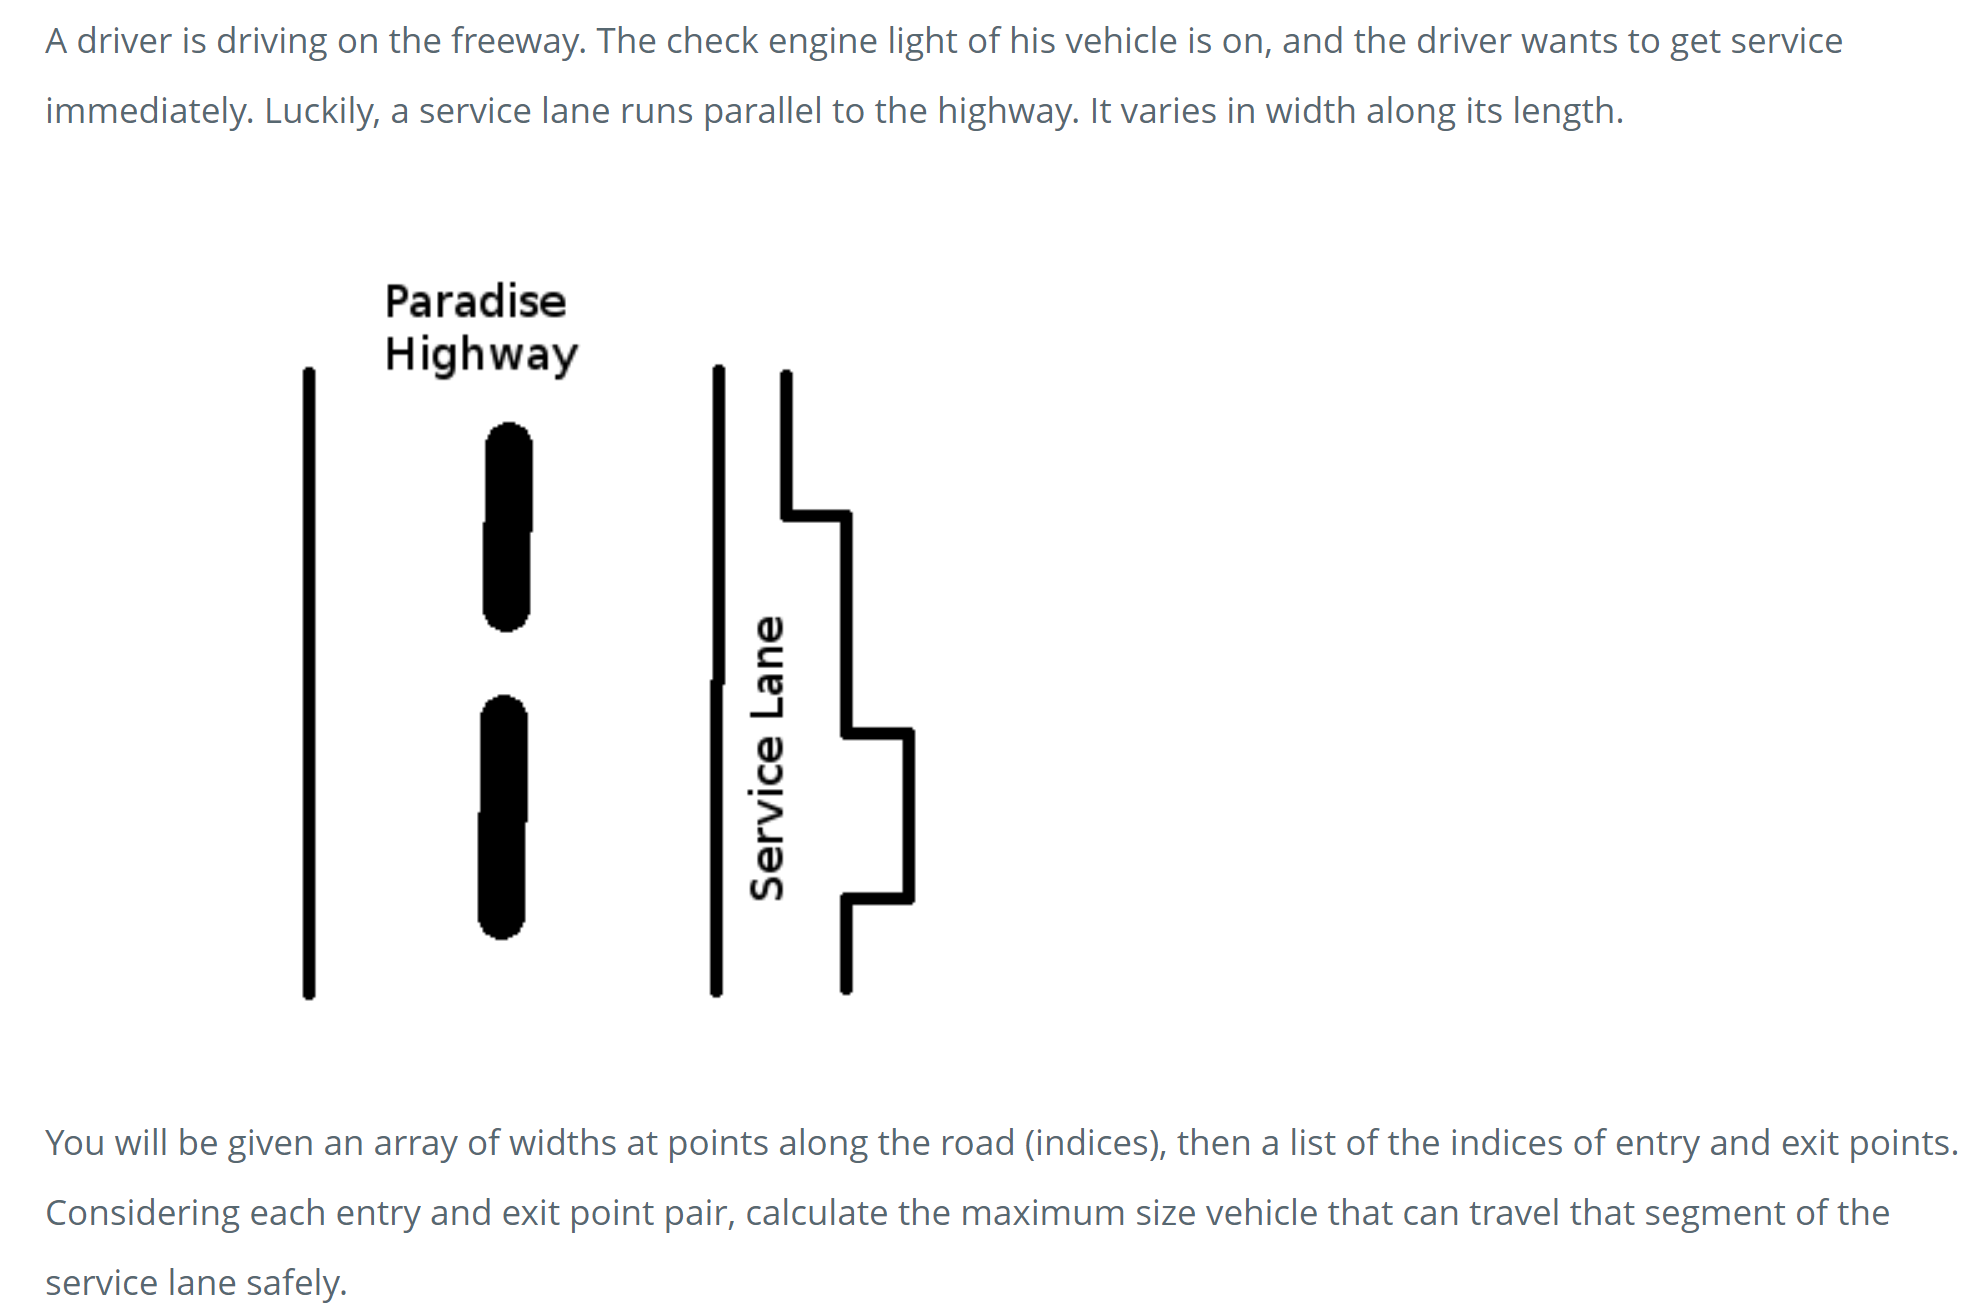 A driver is driving on the freeway. The check engine light of his vehicle is on, and the driver wants to get service
immediately. Luckily, a service lane runs parallel to the highway. It varies in width along its length.
Paradise
Highway
Service Lane
You will be given an array of widths at points along the road (indices), then a list of the indices of entry and exit points.
Considering each entry and exit point pair, calculate the maximum size vehicle that can travel that segment of the
service lane safely.